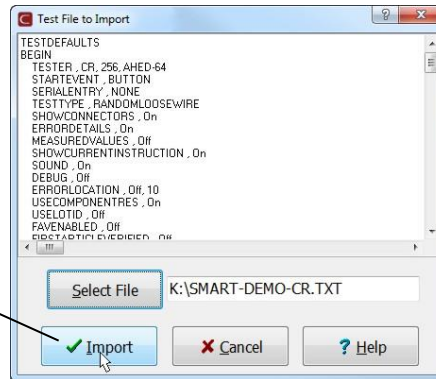 Test File to Import
TESTDEFAULTS
BEGIN
TESTER , CR, 256, AHED-64
STARTEVENT , BUTTON
SERIALENTRY , NONE
TESTTYPE , RANDOMLOOSEWIRE
SHOWCONNECTORS , On
ERRORDETAILS , On
MEASUREDVALUES , Off
SHOWCURRENTINSTRUCTION , On
SOUND , On
DEBUG , Off
ERRORLOCATION , Off, 10
USECOMPONENTRES , On
USELOTID , Off
FAVENABLED , Off
FIRSTARTICLEVERIFIED , Off
Select File K:\SMART-DEMO-CR.TXT
Import Cancel ? Help